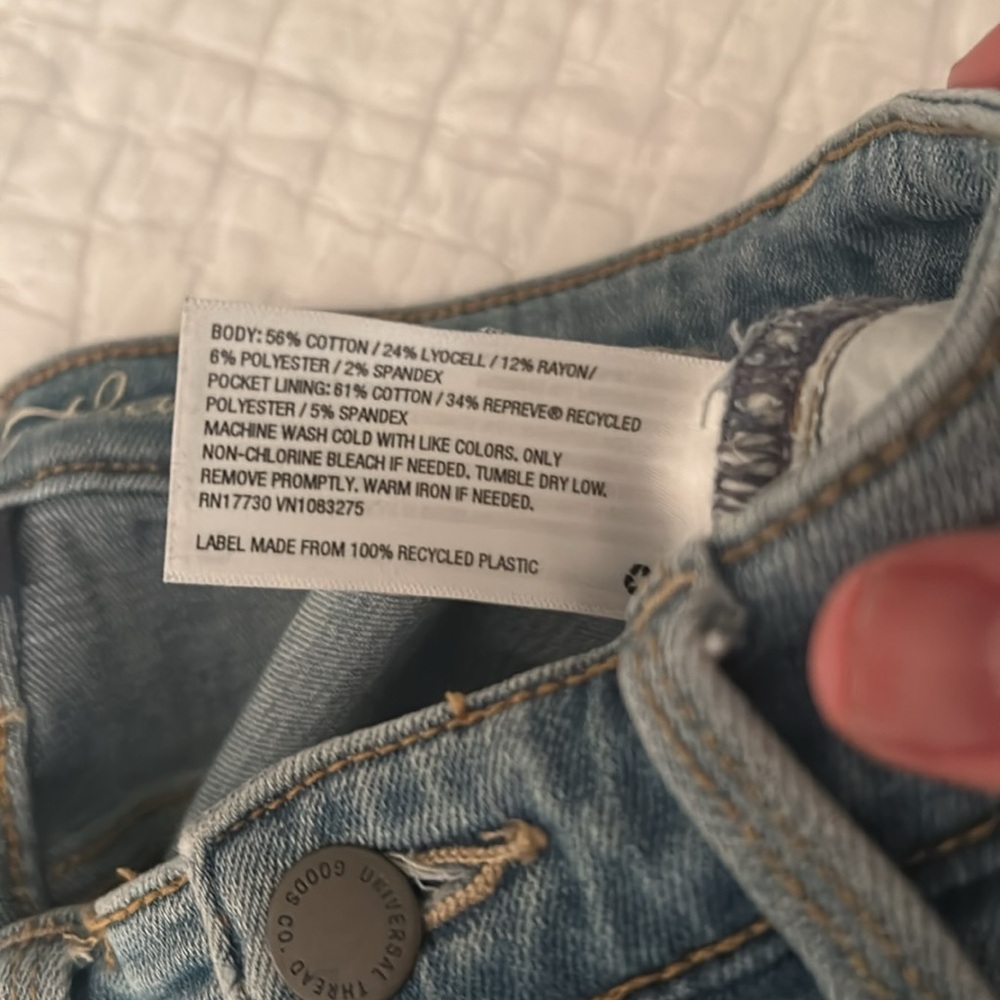 BODY: 56% COTTON / 24% LYOCELL / 12% RAYON/
6% POLYESTER / 2% SPANDEX
POCKET LINING: 61% COTTON / 34% REPREVE® RECYCLED
POLYESTER / 5% SPANDEX
MACHINE WASH COLD WITH LIKE COLORS. ONLY
NON-CHLORINE BLEACH IF NEEDED. TUMBLE DRY LOW.
REMOVE PROMPTLY. WARM IRON IF NEEDED.
RN17730 VN1083275
LABEL MADE FROM 100% RECYCLED PLASTIC
UNIVERSAL THREAD GOODS CO.